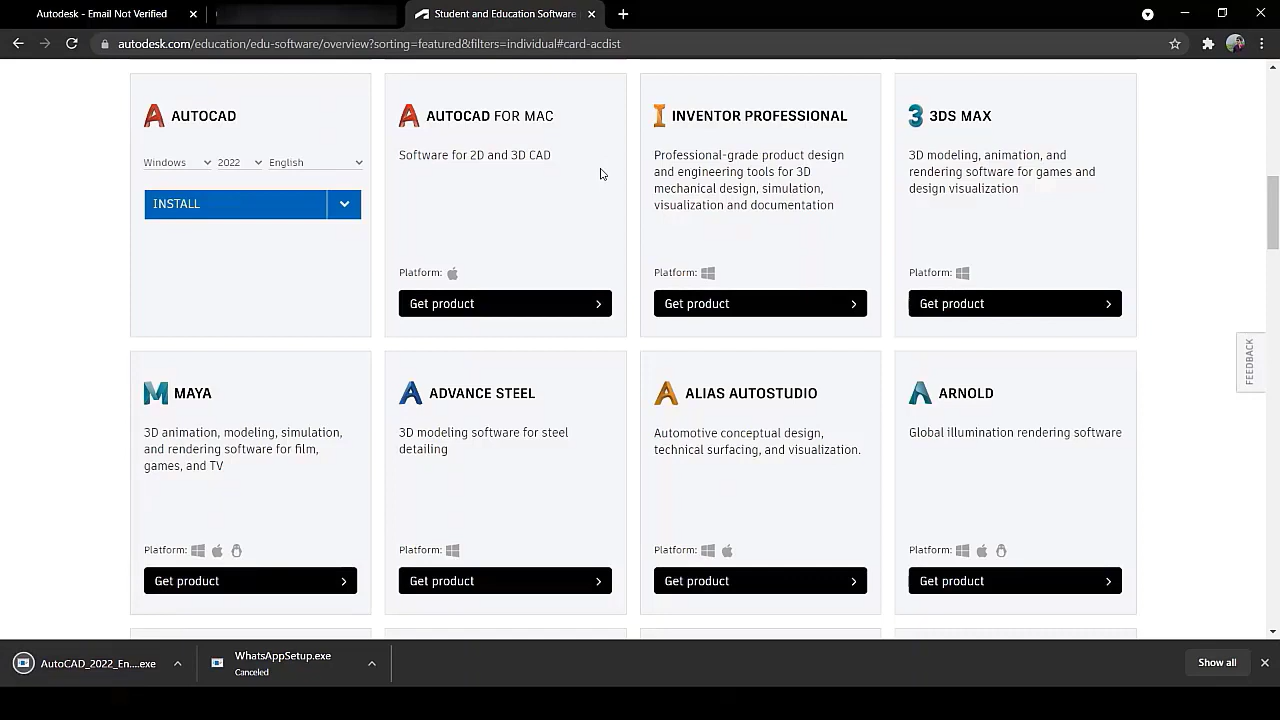 Autodesk - Email Not Verified
Student and Education Software
autodesk.com/education/edu-software/overview?sorting=featured&filters=individual#card-acdist
AUTOCAD
Windows 2022 English
INSTALL
AUTOCAD FOR MAC
Software for 2D and 3D CAD
Platform:
Get product
INVENTOR PROFESSIONAL
Professional-grade product design
and engineering tools for 3D
mechanical design, simulation,
visualization and documentation
Platform:
Get product
3DS MAX
3D modeling, animation, and
rendering software for games and
design visualization
Platform:
Get product
MAYA
3D animation, modeling, simulation,
and rendering software for film,
games, and TV
Platform:
Get product
ADVANCE STEEL
3D modeling software for steel
detailing
Platform:
Get product
ALIAS AUTOSTUDIO
Automotive conceptual design,
technical surfacing, and visualization.
Platform:
Get product
ARNOLD
Global illumination rendering software
Platform:
Get product
FEEDBACK
AutoCAD_2022_En....exe
WhatsAppSetup.exe
Canceled
Show all